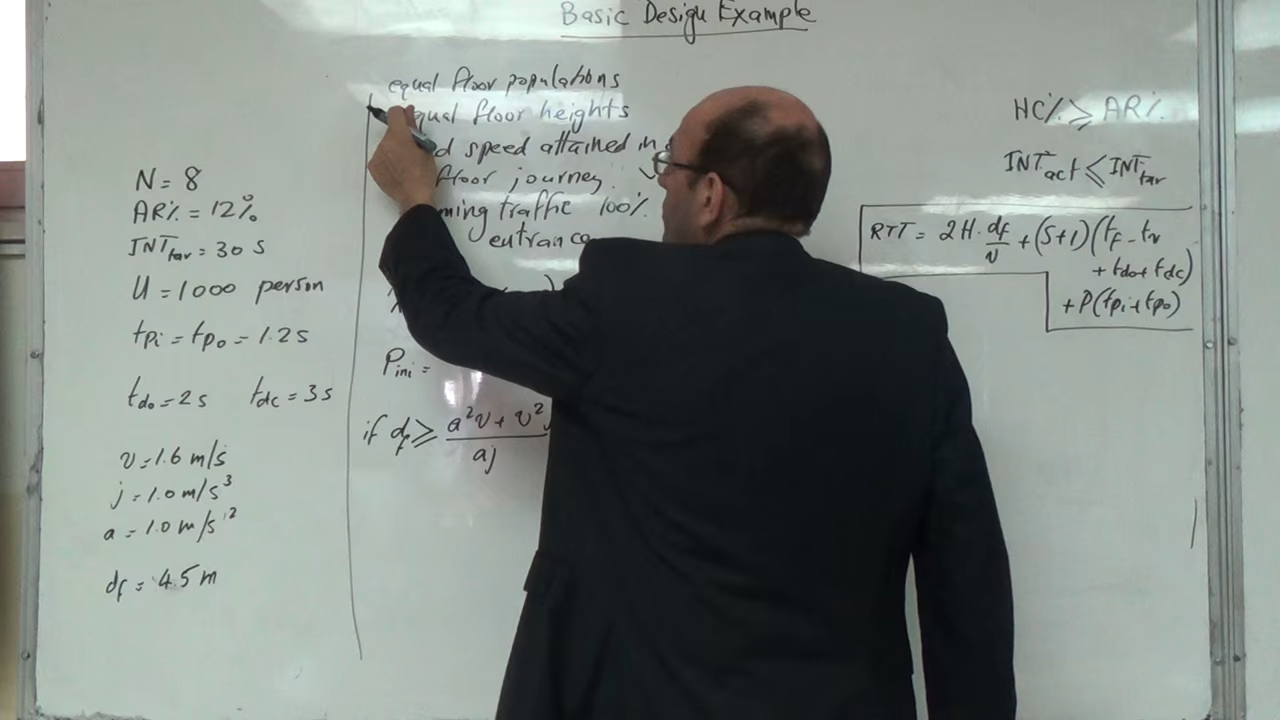 Basic Design Example
N = 8
AR% = 12%
INTtar = 30 s
U = 1000 person
tpi = tpo = 1.2 s
tdo = 2 s tdc = 3 s
v = 1.6 m/s
j = 1.0 m/s³
a = 1.0 m/s²
df = 4.5 m
equal floor populations
equal floor heights
speed attained in
floor journey.
traffic 100%.
entrance
Pini =
if df ≥ a²v + v²j / aj
HC% ≥ AR%
INTact ≤ INTtar
RTT = 2H. df/v + (S+1)(tf - tv
+ tdo + tdc)
+ P(tpi + tpo)